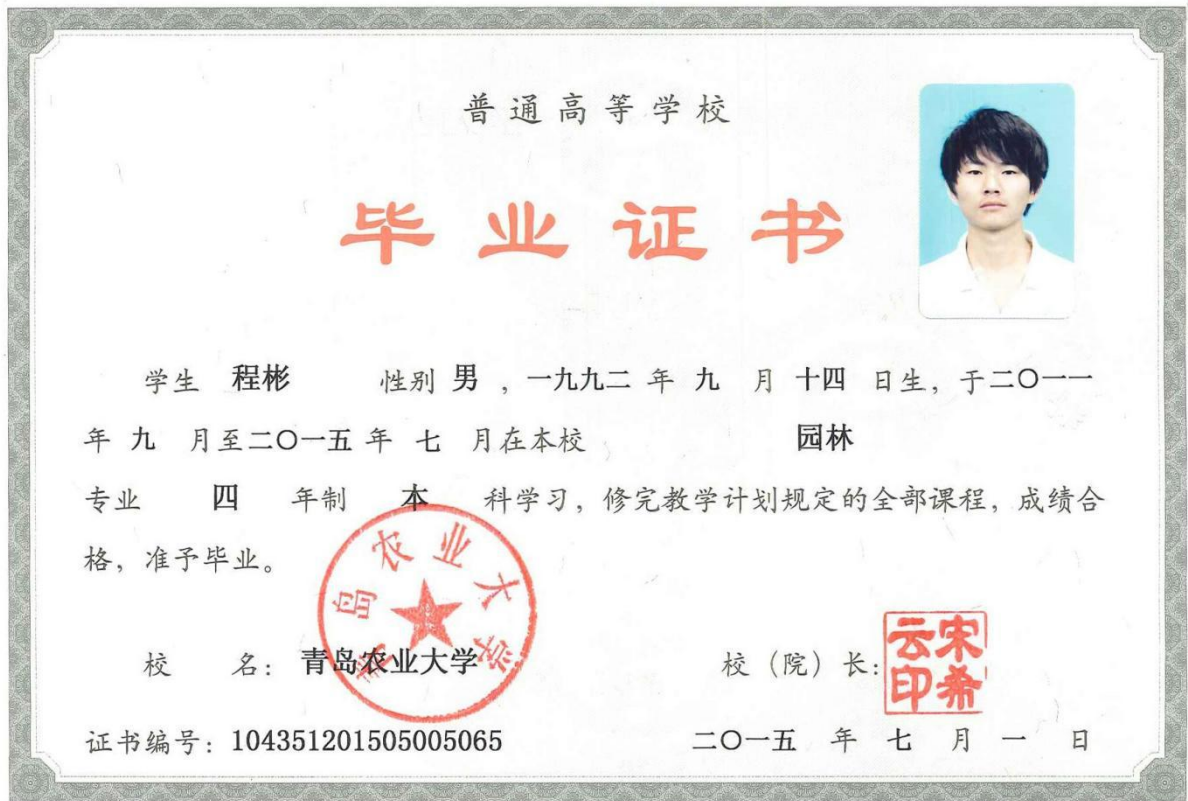 普通高等学校
毕业证书
学生 程彬 性别 男 ，一九九二 年 九 月 十四 日生，于二〇一一
年 九 月至二〇一五 年 七 月在本校 园林
专业 四 年制 本 科学习，修完教学计划规定的全部课程，成绩合
格，准予毕业。
青岛农业大学
校 名：青岛农业大学 校（院）长：
宋希云印
证书编号：104351201505005065 二〇一五 年 七 月 一 日